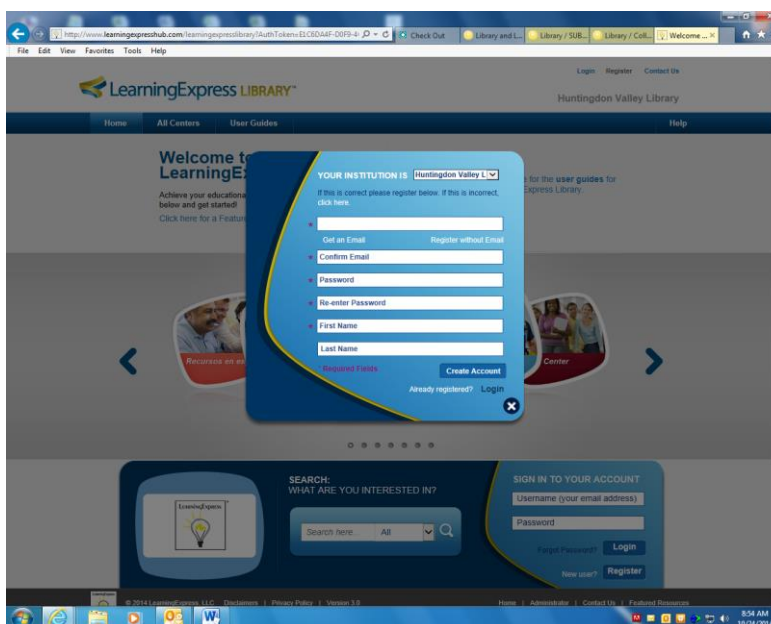 http://www.learningexpresshub.com/learningexpresslibrary?AuthToken=
Check Out
Library and L...
Library / SUB...
Library / Coll...
Welcome ...
File Edit View Favorites Tools Help
Login Register Contact Us
LearningExpress LIBRARY™
Huntingdon Valley Library
Home All Centers User Guides Help
Welcome to
LearningE
Achieve your educationa
below and get started!
Click here for a Featur
for the user guides for
Express Library.
YOUR INSTITUTION IS Huntingdon Valley L
If this is correct please register below. If this is incorrect,
click here.
*
Get an Email Register without Email
* Confirm Email
* Password
* Re-enter Password
* First Name
Last Name
* Required Fields
Create Account
Already registered? Login
Recursos en es
Center
SEARCH:
WHAT ARE YOU INTERESTED IN?
Search here All
LearningExpress
SIGN IN TO YOUR ACCOUNT
Username (your email address)
Password
Forgot Password? Login
New user? Register
© 2014 LearningExpress, LLC Disclaimers | Privacy Policy | Version 3.0
Home | Administrator | Contact Us | Featured Resources
8:54 AM